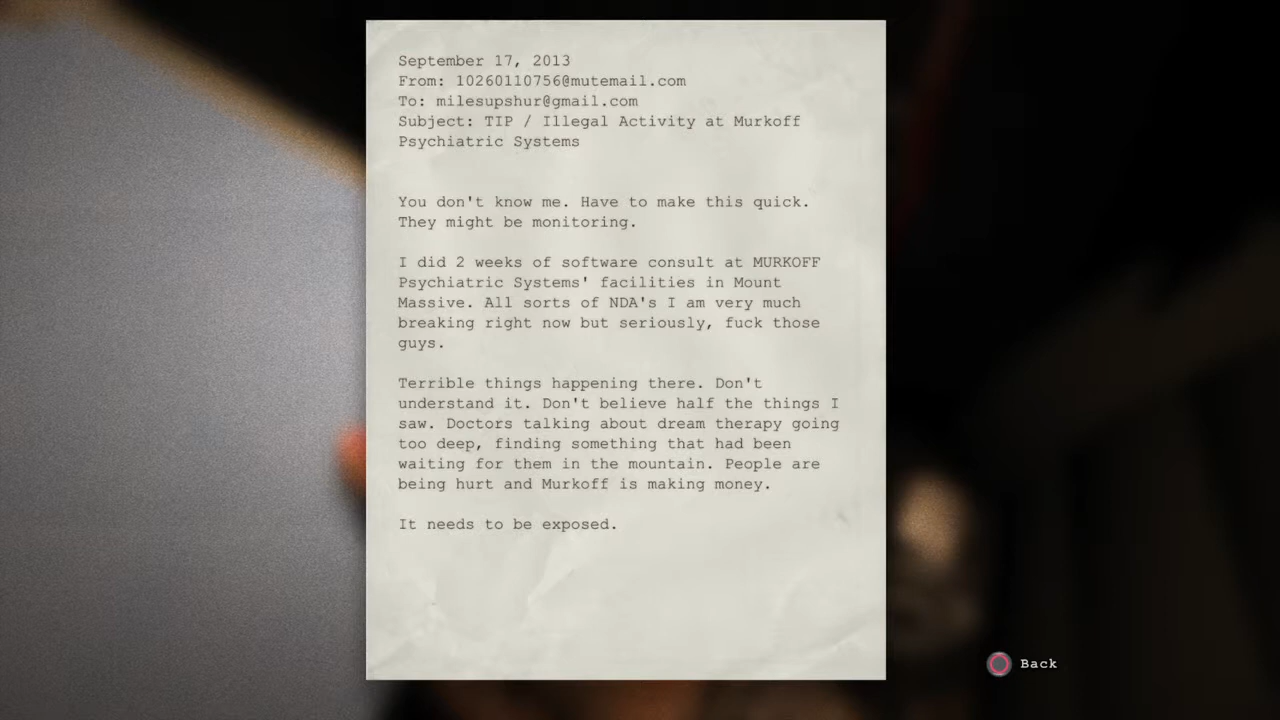 September 17, 2013
From: 10260110756@mutemail.com
To: milesupshur@gmail.com
Subject: TIP / Illegal Activity at Murkoff
Psychiatric Systems
You don't know me. Have to make this quick.
They might be monitoring.
I did 2 weeks of software consult at MURKOFF
Psychiatric Systems' facilities in Mount
Massive. All sorts of NDA's I am very much
breaking right now but seriously, fuck those
guys.
Terrible things happening there. Don't
understand it. Don't believe half the things I
saw. Doctors talking about dream therapy going
too deep, finding something that had been
waiting for them in the mountain. People are
being hurt and Murkoff is making money.
It needs to be exposed.
Back